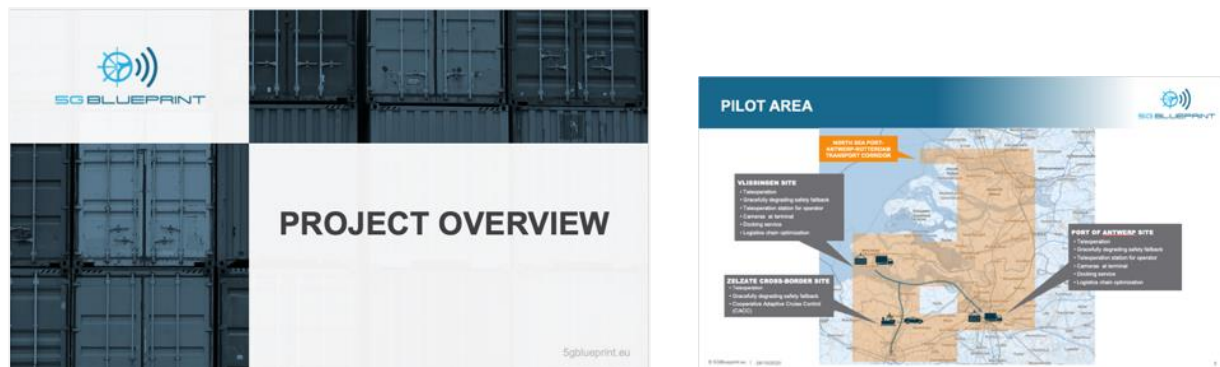 5G BLUEPRINT
PROJECT OVERVIEW
5gblueprint.eu
PILOT AREA
5G BLUEPRINT
NORTH SEA PORT-
ANTWERP-ROTTERDAM
TRANSPORT CORRIDOR
VLISSINGEN SITE
• Teleoperation
• Gracefully degrading safety fallback
• Teleoperation station for operator
• Cameras at terminal
• Docking service
• Logistics chain optimization
PORT OF ANTWERP SITE
• Teleoperation
• Gracefully degrading safety fallback
• Teleoperation station for operator
• Cameras at terminal
• Docking service
• Logistics chain optimization
ZELZATE CROSS-BORDER SITE
• Teleoperation
• Gracefully degrading safety fallback
• Cooperative Adaptive Cruise Control
(CACC)